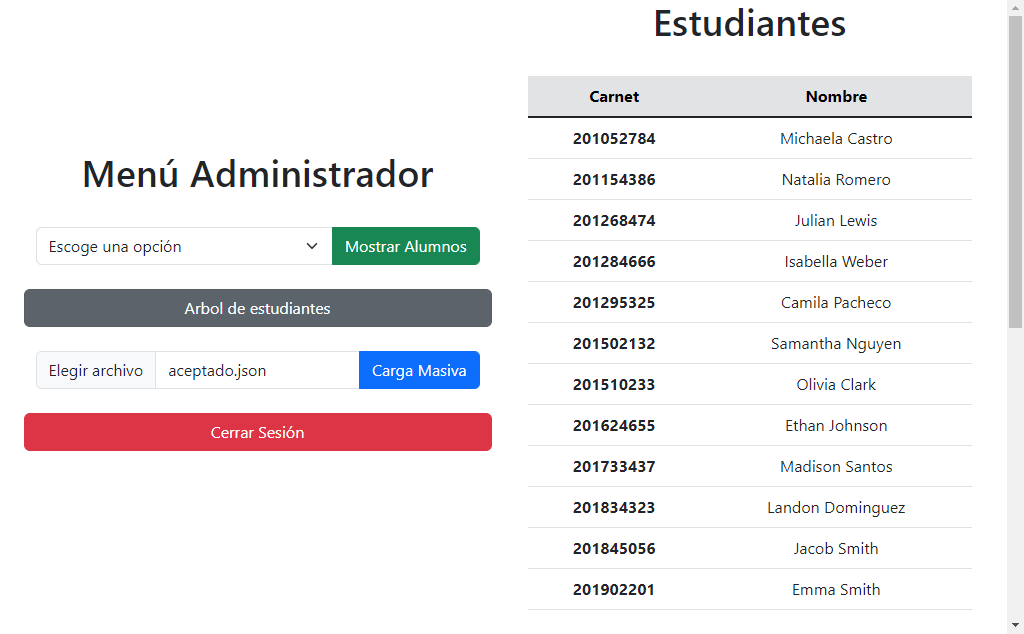 Menú Administrador
Escoge una opción
Mostrar Alumnos
Arbol de estudiantes
Elegir archivo aceptado.json
Carga Masiva
Cerrar Sesión
Estudiantes
Carnet Nombre
201052784 Michaela Castro
201154386 Natalia Romero
201268474 Julian Lewis
201284666 Isabella Weber
201295325 Camila Pacheco
201502132 Samantha Nguyen
201510233 Olivia Clark
201624655 Ethan Johnson
201733437 Madison Santos
201834323 Landon Dominguez
201845056 Jacob Smith
201902201 Emma Smith